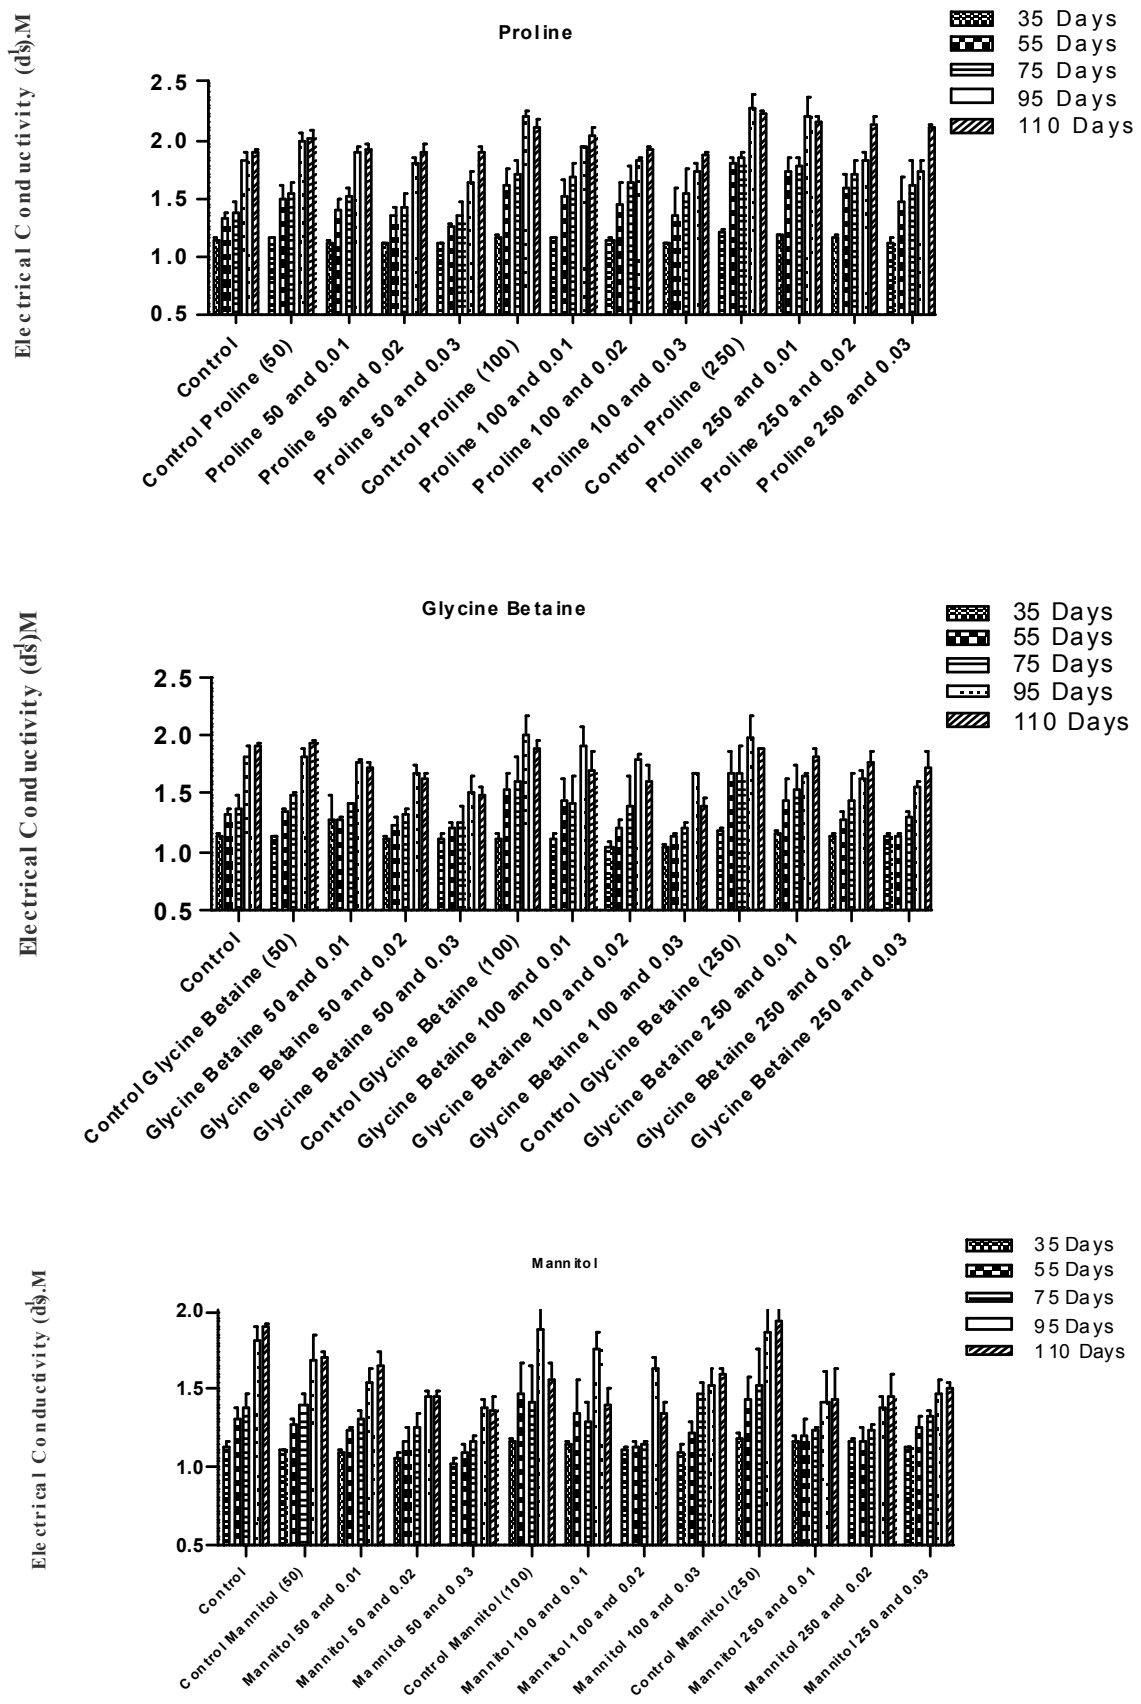 Proline
35 Days
55 Days
75 Days
95 Days
110 Days
Electrical Conductivity (ds).M
2.5
2.0
1.5
1.0
0.5
Control
Control Proline (50)
Proline 50 and 0.01
Proline 50 and 0.02
Proline 50 and 0.03
Control Proline (100)
Proline 100 and 0.01
Proline 100 and 0.02
Proline 100 and 0.03
Control Proline (250)
Proline 250 and 0.01
Proline 250 and 0.02
Proline 250 and 0.03
Glycine Betaine
35 Days
55 Days
75 Days
95 Days
110 Days
Electrical Conductivity (ds)M
2.5
2.0
1.5
1.0
0.5
Control
Control Glycine Betaine (50)
Glycine Betaine 50 and 0.01
Glycine Betaine 50 and 0.02
Glycine Betaine 50 and 0.03
Control Glycine Betaine (100)
Glycine Betaine 100 and 0.01
Glycine Betaine 100 and 0.02
Glycine Betaine 100 and 0.03
Control Glycine Betaine (250)
Glycine Betaine 250 and 0.01
Glycine Betaine 250 and 0.02
Glycine Betaine 250 and 0.03
Mannitol
35 Days
55 Days
75 Days
95 Days
110 Days
Electrical Conductivity (ds).M
2.0
1.5
1.0
0.5
Control
Control Mannitol (50)
Mannitol 50 and 0.01
Mannitol 50 and 0.02
Mannitol 50 and 0.03
Control Mannitol (100)
Mannitol 100 and 0.01
Mannitol 100 and 0.02
Mannitol 100 and 0.03
Control Mannitol (250)
Mannitol 250 and 0.01
Mannitol 250 and 0.02
Mannitol 250 and 0.03